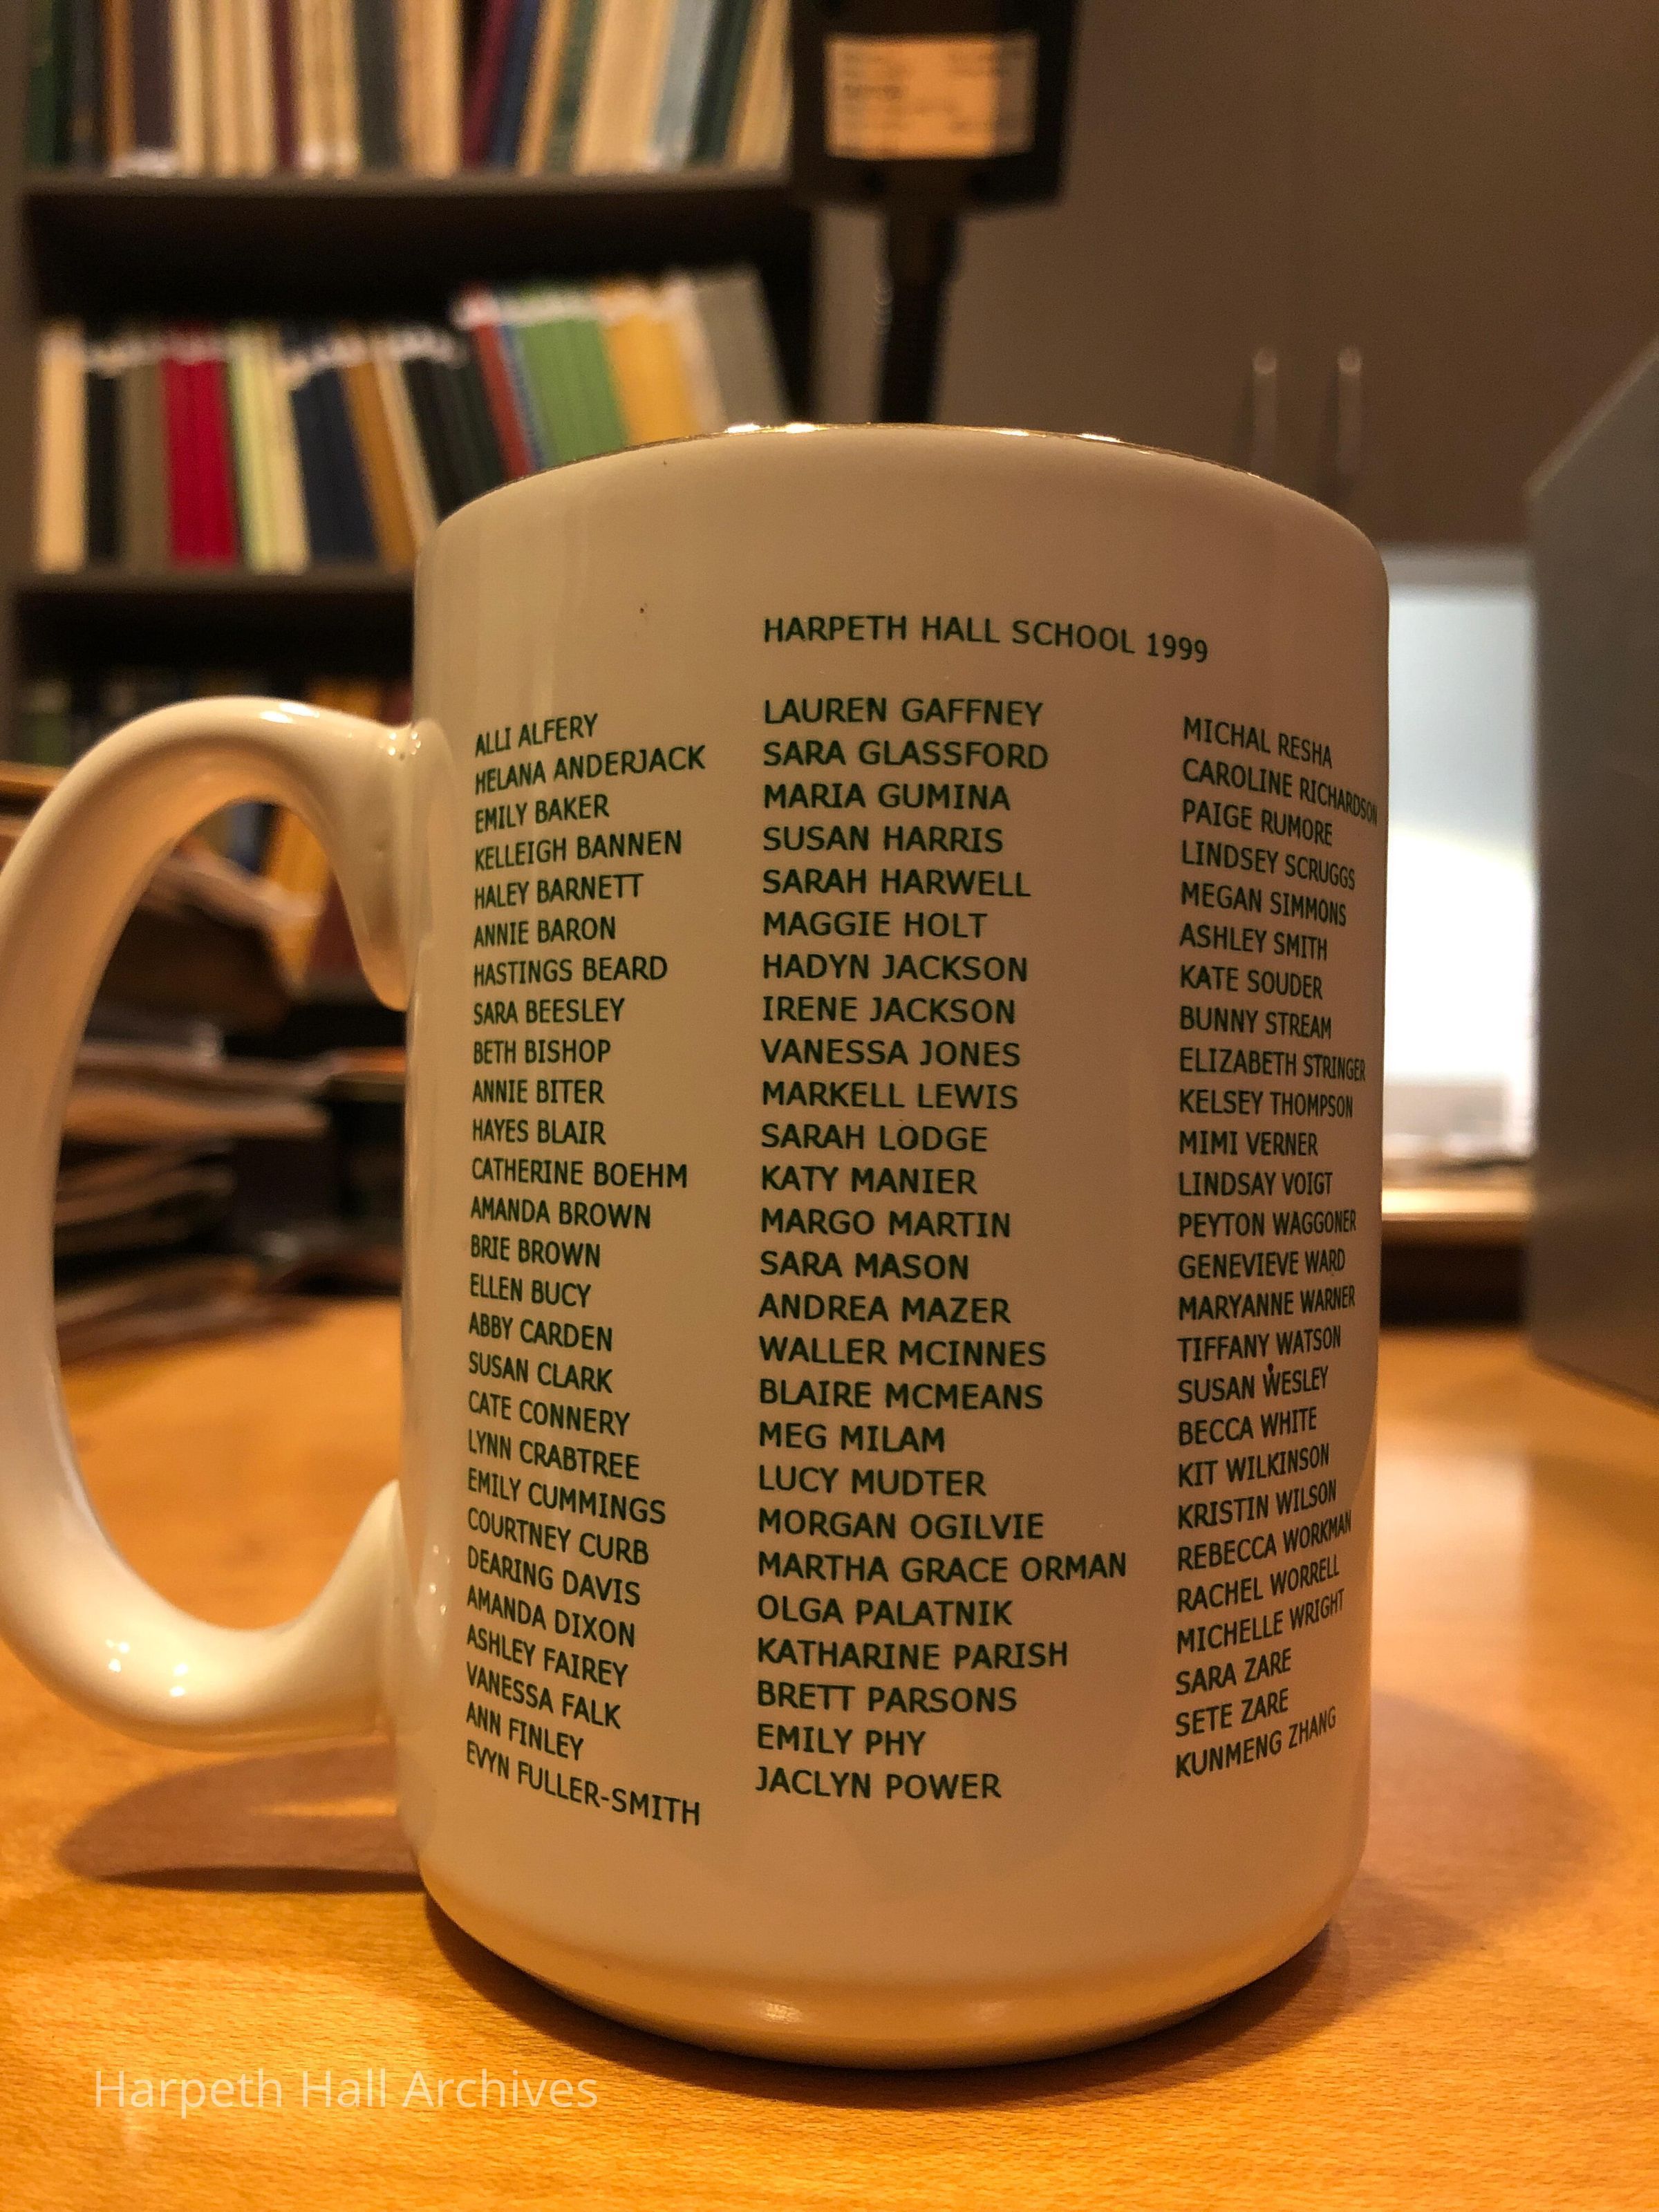 HARPETH HALL SCHOOL 1999
ALLI ALFERY
HELANA ANDERJACK
EMILY BAKER
KELLEIGH BANNEN
HALEY BARNETT
ANNIE BARON
HASTINGS BEARD
SARA BEESLEY
BETH BISHOP
ANNIE BITER
HAYES BLAIR
CATHERINE BOEHM
AMANDA BROWN
BRIE BROWN
ELLEN BUCY
ABBY CARDEN
SUSAN CLARK
CATE CONNERY
LYNN CRABTREE
EMILY CUMMINGS
COURTNEY CURB
DEARING DAVIS
AMANDA DIXON
ASHLEY FAIREY
VANESSA FALK
ANN FINLEY
EVYN FULLER-SMITH
LAUREN GAFFNEY
SARA GLASSFORD
MARIA GUMINA
SUSAN HARRIS
SARAH HARWELL
MAGGIE HOLT
HADYN JACKSON
IRENE JACKSON
VANESSA JONES
MARKELL LEWIS
SARAH LODGE
KATY MANIER
MARGO MARTIN
SARA MASON
ANDREA MAZER
WALLER MCINNES
BLAIRE MCMEANS
MEG MILAM
LUCY MUDTER
MORGAN OGILVIE
MARTHA GRACE ORMAN
OLGA PALATNIK
KATHARINE PARISH
BRETT PARSONS
EMILY PHY
JACLYN POWER
MICHAL RESHA
CAROLINE RICHARDSON
PAIGE RUMORE
LINDSEY SCRUGGS
MEGAN SIMMONS
ASHLEY SMITH
KATE SOUDER
BUNNY STREAM
ELIZABETH STRINGER
KELSEY THOMPSON
MIMI VERNER
LINDSAY VOIGT
PEYTON WAGGONER
GENEVIEVE WARD
MARYANNE WARNER
TIFFANY WATSON
SUSAN WESLEY
BECCA WHITE
KIT WILKINSON
KRISTIN WILSON
REBECCA WORKMAN
RACHEL WORRELL
MICHELLE WRIGHT
SARA ZARE
SETE ZARE
KUNMENG ZHANG
Harpeth Hall Archives